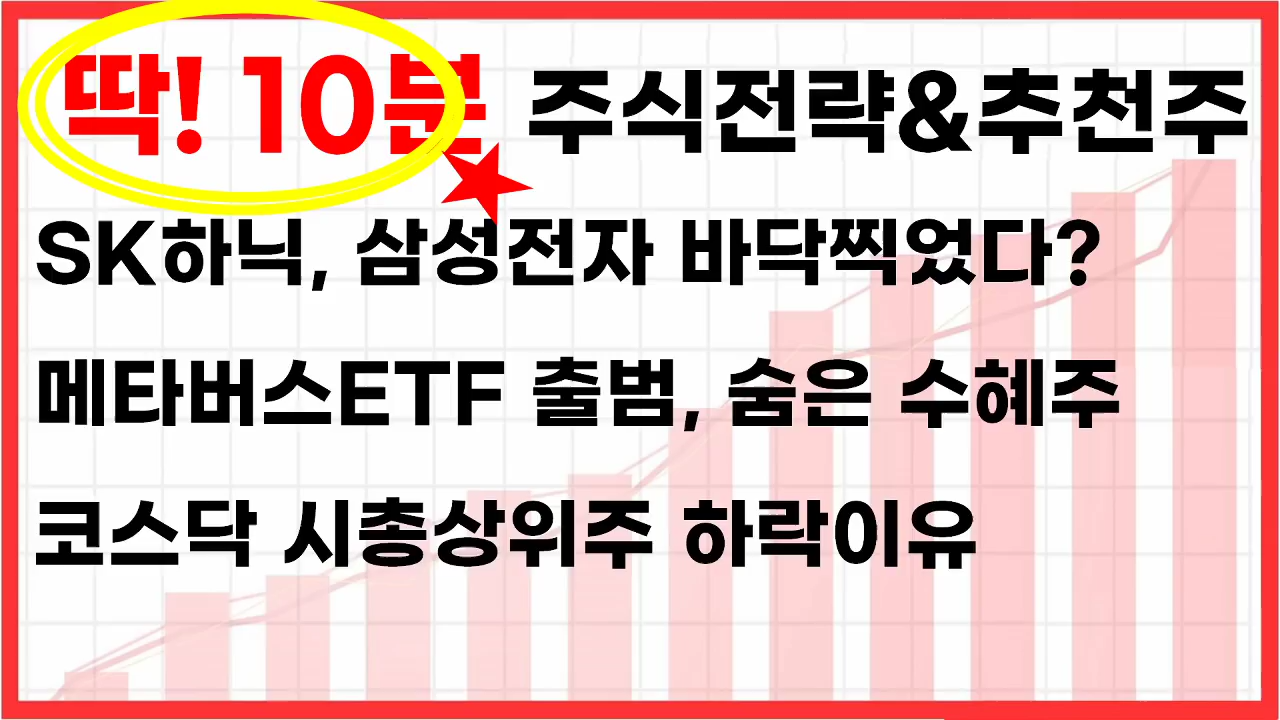 딱! 10분 주식전략&추천주
SK하닉, 삼성전자 바닥찍었다?
메타버스ETF 출범, 숨은 수혜주
코스닥 시총상위주 하락이유